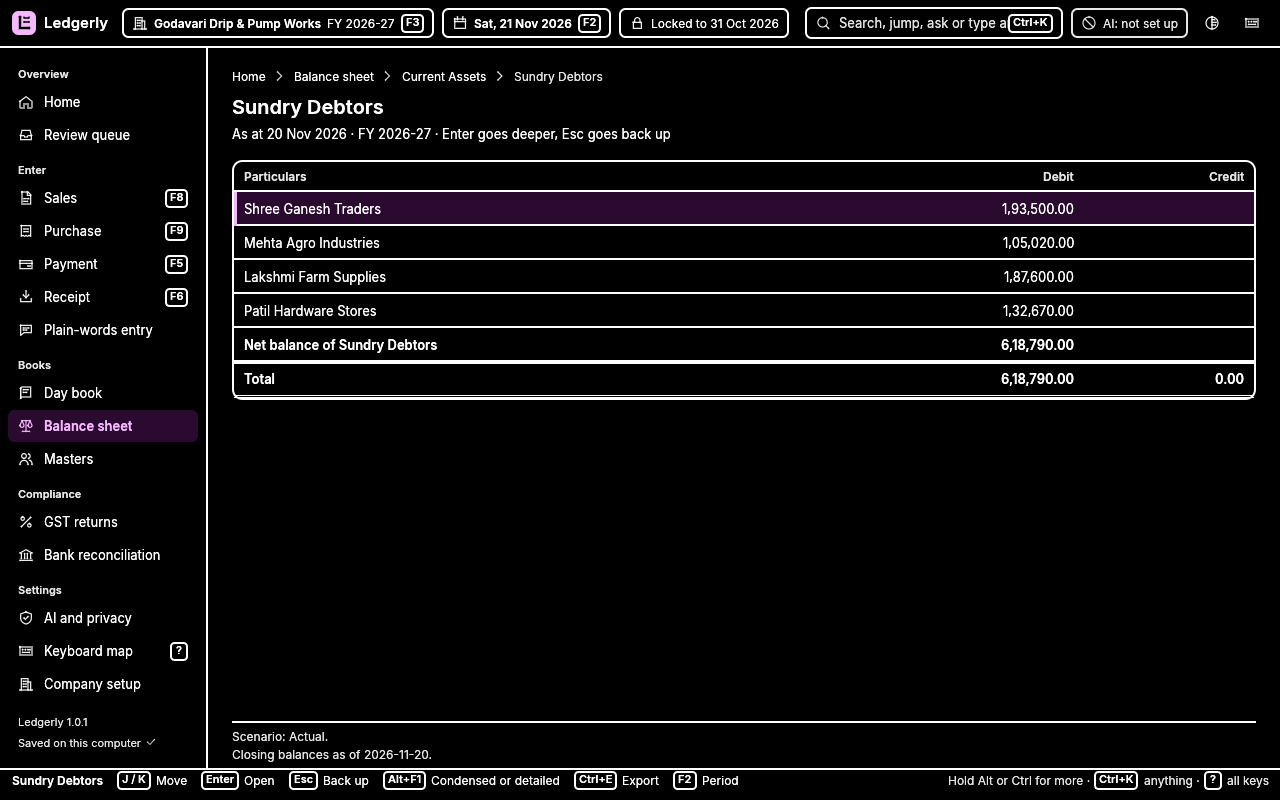 Ledgerly
Godavari Drip & Pump Works FY 2026-27 F3
Sat, 21 Nov 2026 F2
Locked to 31 Oct 2026
Search, jump, ask or type a Ctrl+K
AI: not set up
Overview
Home
Review queue
Enter
Sales F8
Purchase F9
Payment F5
Receipt F6
Plain-words entry
Books
Day book
Balance sheet
Masters
Compliance
GST returns
Bank reconciliation
Settings
AI and privacy
Keyboard map ?
Company setup
Ledgerly 1.0.1
Saved on this computer
Home > Balance sheet > Current Assets > Sundry Debtors
Sundry Debtors
As at 20 Nov 2026 · FY 2026-27 · Enter goes deeper, Esc goes back up
Particulars Debit Credit
Shree Ganesh Traders 1,93,500.00
Mehta Agro Industries 1,05,020.00
Lakshmi Farm Supplies 1,87,600.00
Patil Hardware Stores 1,32,670.00
Net balance of Sundry Debtors 6,18,790.00
Total 6,18,790.00 0.00
Scenario: Actual.
Closing balances as of 2026-11-20.
Sundry Debtors J / K Move Enter Open Esc Back up Alt+F1 Condensed or detailed Ctrl+E Export F2 Period Hold Alt or Ctrl for more · Ctrl+K anything · ? all keys